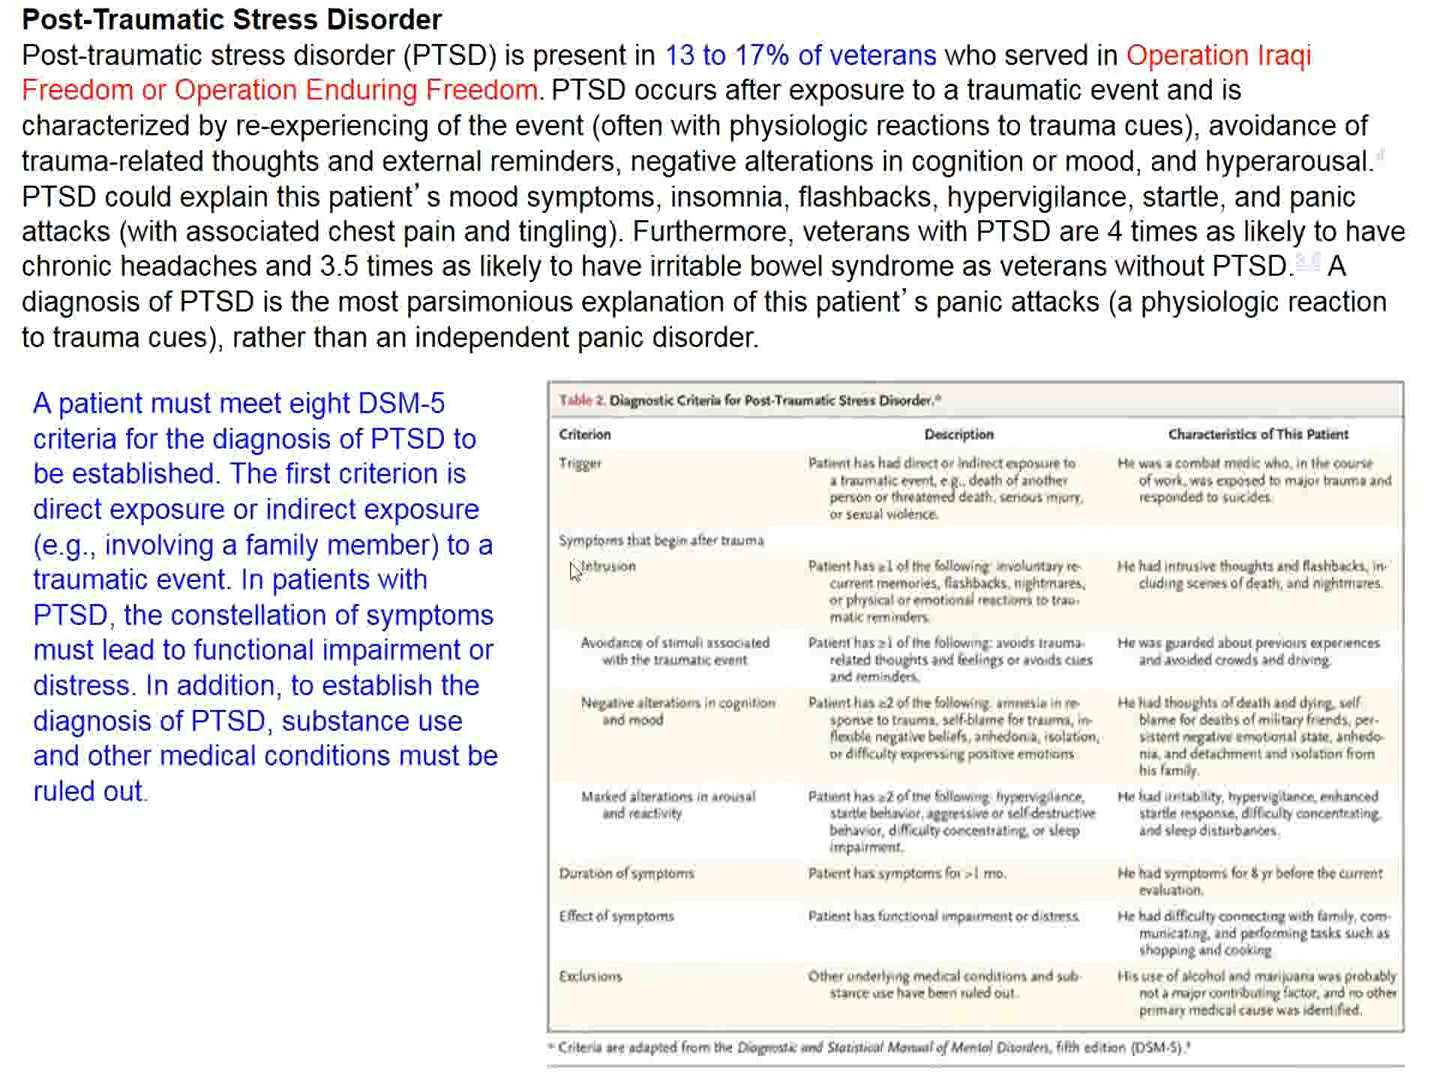 Post-Traumatic Stress Disorder
Post-traumatic stress disorder (PTSD) is present in 13 to 17% of veterans who served in Operation Iraqi
Freedom or Operation Enduring Freedom. PTSD occurs after exposure to a traumatic event and is
characterized by re-experiencing of the event (often with physiologic reactions to trauma cues), avoidance of
trauma-related thoughts and external reminders, negative alterations in cognition or mood, and hyperarousal.
PTSD could explain this patient’s mood symptoms, insomnia, flashbacks, hypervigilance, startle, and panic
attacks (with associated chest pain and tingling). Furthermore, veterans with PTSD are 4 times as likely to have
chronic headaches and 3.5 times as likely to have irritable bowel syndrome as veterans without PTSD. A
diagnosis of PTSD is the most parsimonious explanation of this patient’s panic attacks (a physiologic reaction
to trauma cues), rather than an independent panic disorder.
A patient must meet eight DSM-5
criteria for the diagnosis of PTSD to
be established. The first criterion is
direct exposure or indirect exposure
(e.g., involving a family member) to a
traumatic event. In patients with
PTSD, the constellation of symptoms
must lead to functional impairment or
distress. In addition, to establish the
diagnosis of PTSD, substance use
and other medical conditions must be
ruled out.
Table 2. Diagnostic Criteria for Post-Traumatic Stress Disorder.*
Criterion
Description
Characteristics of This Patient
Trigger
Patient has had direct or indirect exposure to
a traumatic event, e.g., death of another
person or threatened death, serious injury,
or sexual violence.
He was a combat medic who, in the course
of work, was exposed to major trauma and
responded to suicides.
Symptoms that begin after trauma
Intrusion
Patient has ≥1 of the following: involuntary re-
current memories, flashbacks, nightmares,
or physical or emotional reactions to trau-
matic reminders.
He had intrusive thoughts and flashbacks, in-
cluding scenes of death, and nightmares.
Avoidance of stimuli associated
with the traumatic event
Patient has ≥1 of the following: avoids trauma-
related thoughts and feelings or avoids cues
and reminders.
He was guarded about previous experiences
and avoided crowds and driving.
Negative alterations in cognition
and mood
Patient has ≥2 of the following: amnesia in re-
sponse to trauma, self-blame for trauma, in-
flexible negative beliefs, anhedonia, isolation,
or difficulty expressing positive emotions
He had thoughts of death and dying, self-
blame for deaths of military friends, per-
sistent negative emotional state, anhedo-
nia, and detachment and isolation from
his family.
Marked alterations in arousal
and reactivity
Patient has ≥2 of the following: hypervigilance,
startle behavior, aggressive or self-destructive
behavior, difficulty concentrating, or sleep
impairment.
He had irritability, hypervigilance, enhanced
startle response, difficulty concentrating,
and sleep disturbances.
Duration of symptoms
Patient has symptoms for >1 mo.
He had symptoms for 8 yr before the current
evaluation.
Effect of symptoms
Patient has functional impairment or distress.
He had difficulty connecting with family, com-
municating, and performing tasks such as
shopping and cooking
Exclusions
Other underlying medical conditions and sub-
stance use have been ruled out.
His use of alcohol and marijuana was probably
not a major contributing factor, and no other
primary medical cause was identified.
* Criteria are adapted from the Diagnostic and Statistical Manual of Mental Disorders, fifth edition (DSM-5).